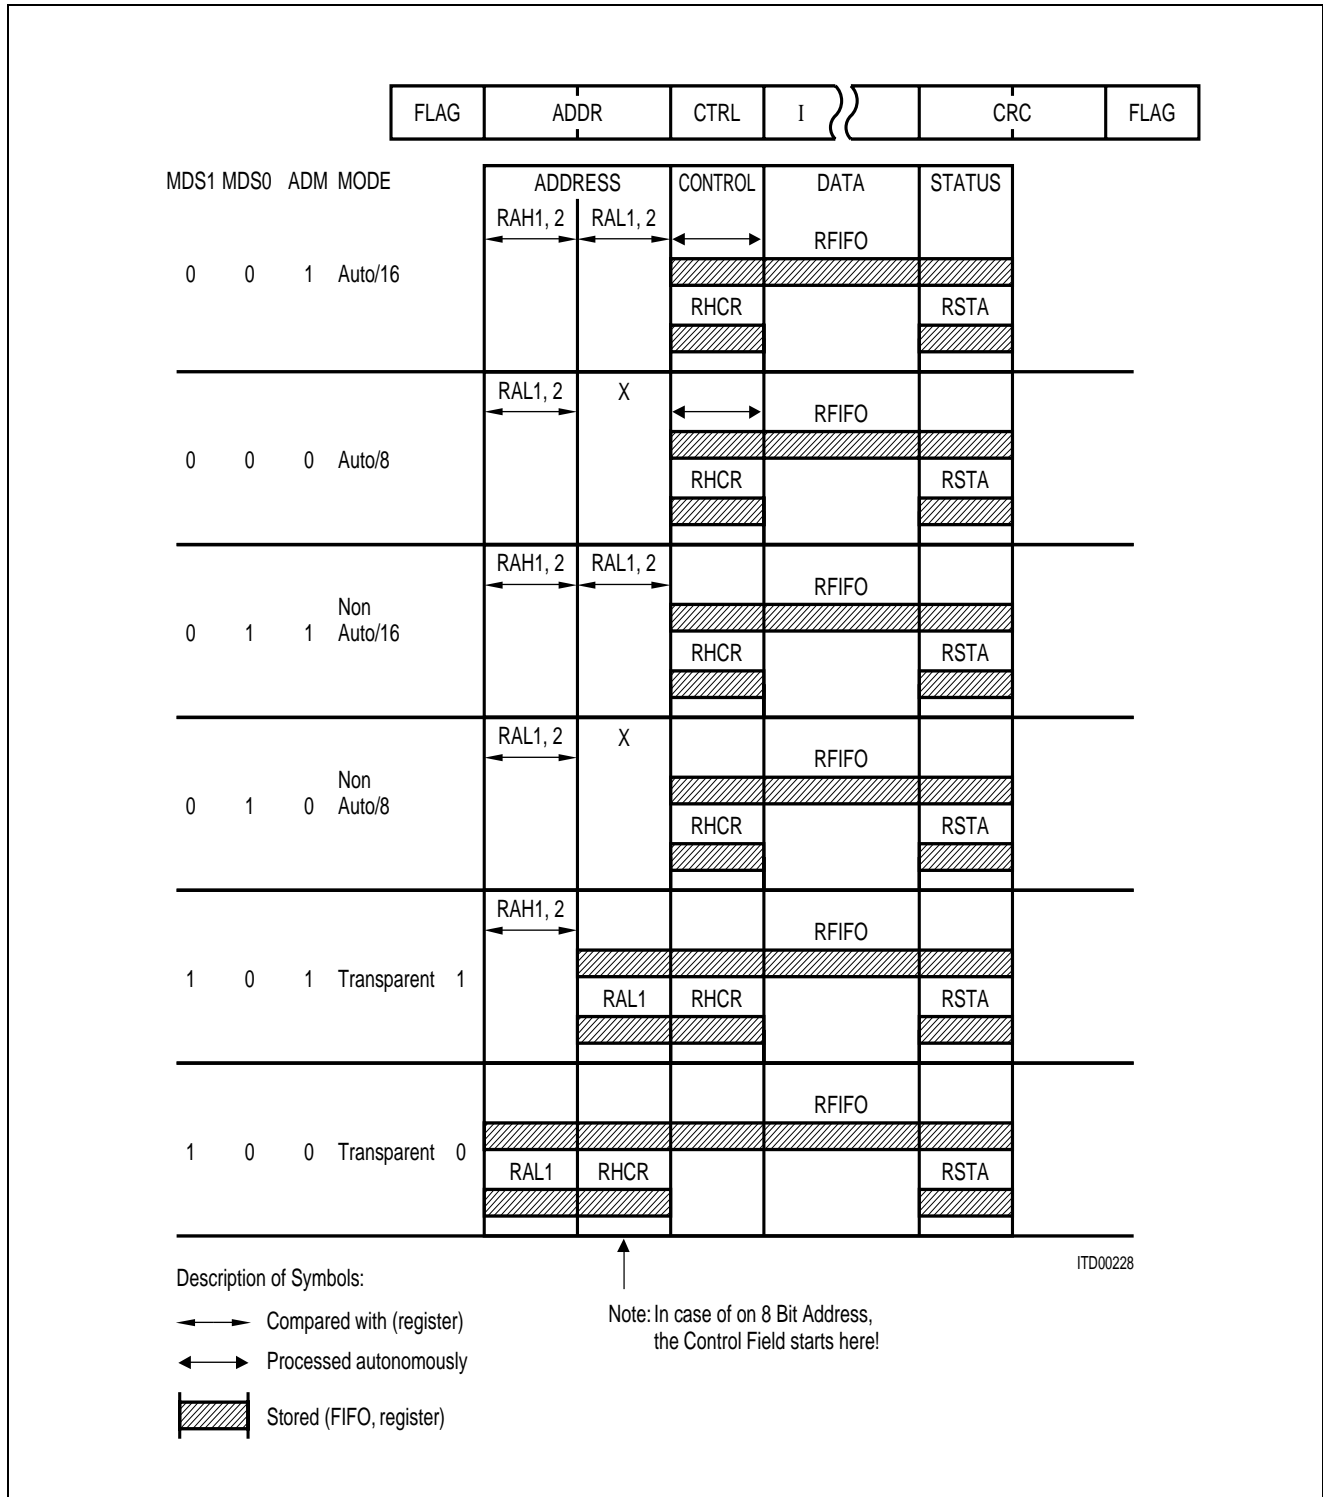 FLAG ADDR CTRL I CRC FLAG
MDS1 MDS0 ADM MODE ADDRESS CONTROL DATA STATUS
RAH1, 2 RAL1, 2 RFIFO
0 0 1 Auto/16
RHCR RSTA
RAL1, 2 X RFIFO
0 0 0 Auto/8
RHCR RSTA
RAH1, 2 RAL1, 2 RFIFO
Non
0 1 1 Auto/16
RHCR RSTA
RAL1, 2 X RFIFO
Non
0 1 0 Auto/8
RHCR RSTA
RAH1, 2 RFIFO
1 0 1 Transparent 1
RAL1 RHCR RSTA
RFIFO
1 0 0 Transparent 0
RAL1 RHCR RSTA
ITD00228
Description of Symbols:
Compared with (register)
Processed autonomously
Stored (FIFO, register)
Note: In case of on 8 Bit Address,
the Control Field starts here!